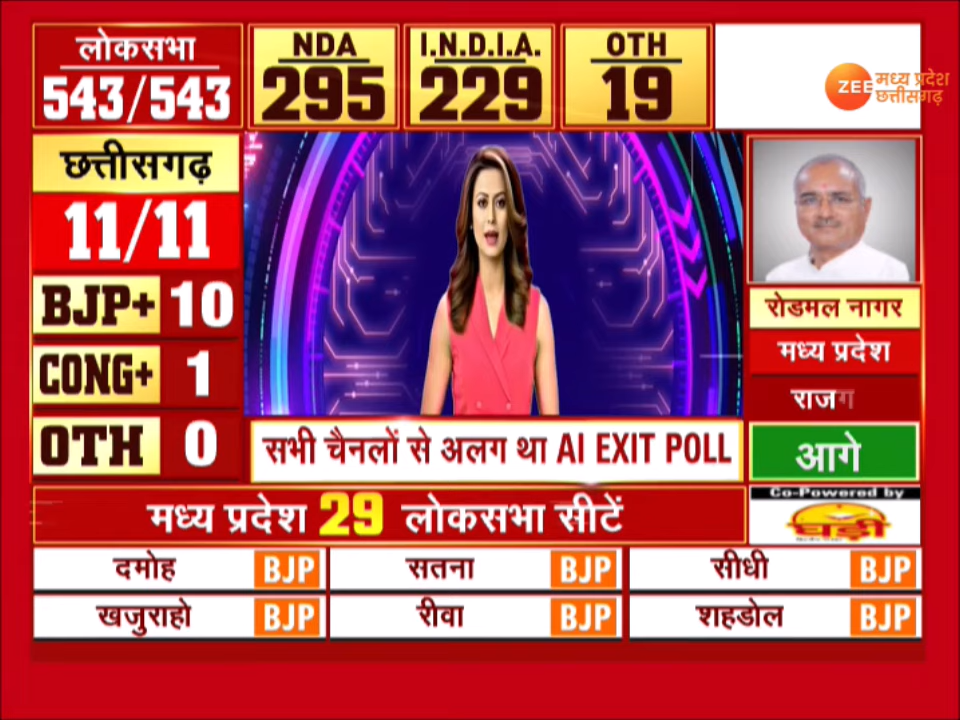 लोकसभा
543/543
NDA
295
I.N.D.I.A.
229
OTH
19
ZEE मध्य प्रदेश
छत्तीसगढ़
छत्तीसगढ़
11/11
BJP+ 10
CONG+ 1
OTH 0
सभी चैनलों से अलग था AI EXIT POLL
रोडमल नागर
मध्य प्रदेश
राजग
आगे
Co-Powered by
घड़ी
मध्य प्रदेश 29 लोकसभा सीटें
दमोह BJP सतना BJP सीधी BJP
खजुराहो BJP रीवा BJP शहडोल BJP